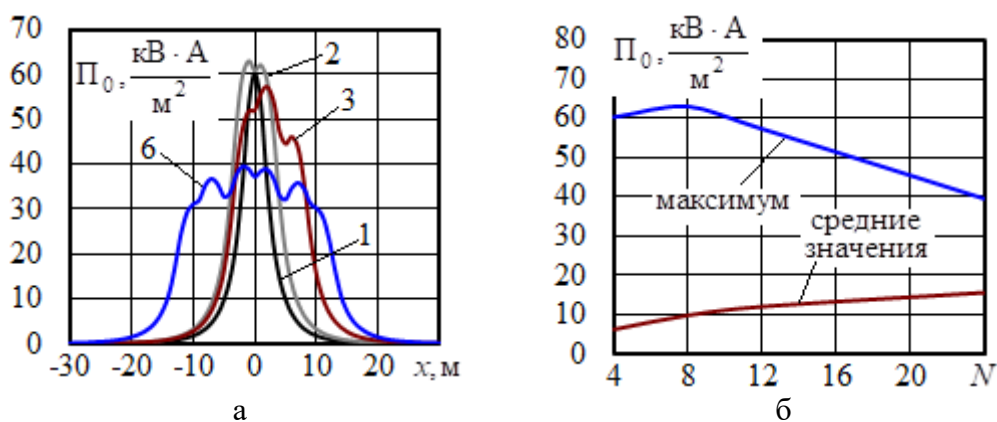 70
60
50
40
30
20
10
0
П₀, кВ · А
м²
2
3
6
1
-30 -20 -10 0 10 20 x, м
а
80
70
60
50
40
30
20
10
0
П₀, кВ · А
м²
максимум
средние
значения
4 8 12 16 20 N
б